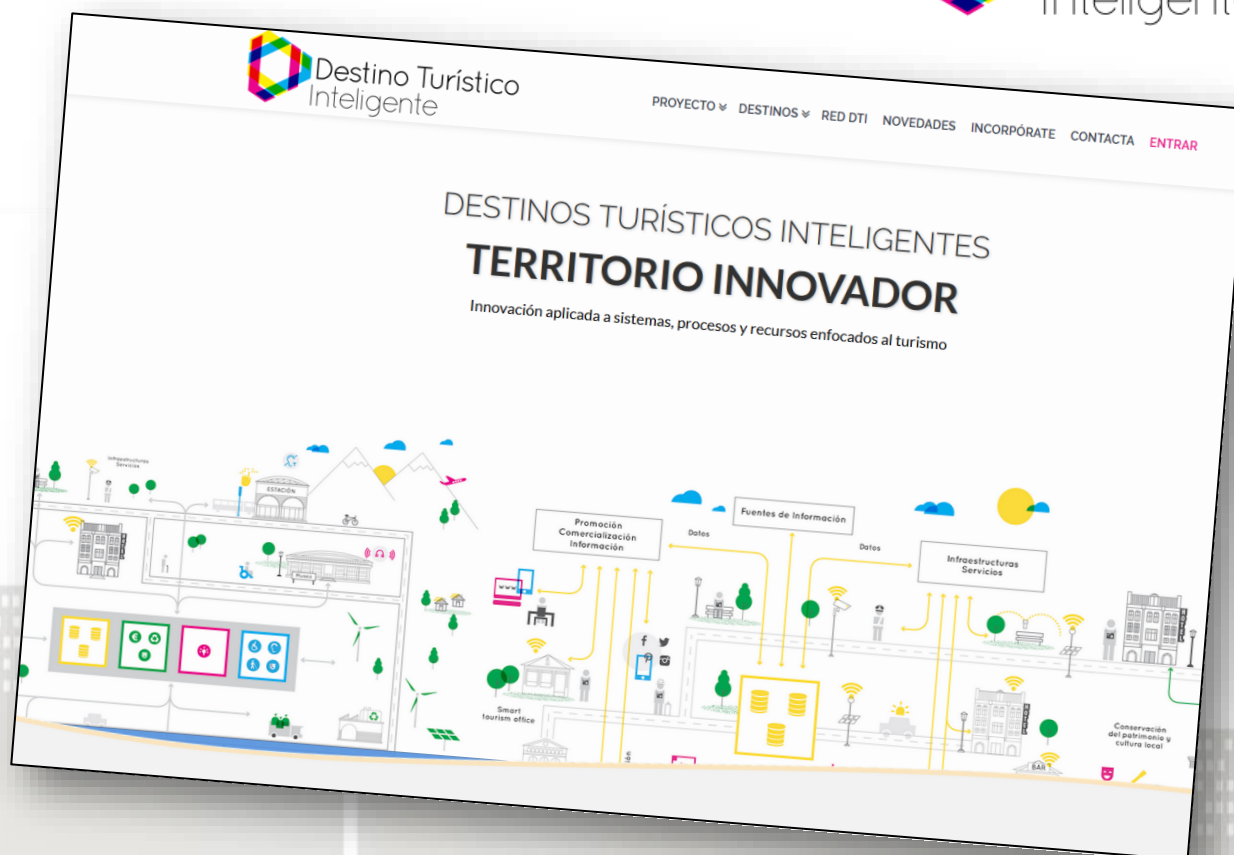 Inteligente
Destino Turístico
Inteligente
PROYECTO DESTINOS RED DTI NOVEDADES INCORPÓRATE CONTACTA ENTRAR
DESTINOS TURÍSTICOS INTELIGENTES
TERRITORIO INNOVADOR
Innovación aplicada a sistemas, procesos y recursos enfocados al turismo
Infraestructuras
Servicios
ESTACIÓN
MUSEO
Promoción
Comercialización
Información
Datos
Fuentes de Información
Datos
Infraestructuras
Servicios
Smart
tourism office
Conservación
del patrimonio y
cultura local
BAR